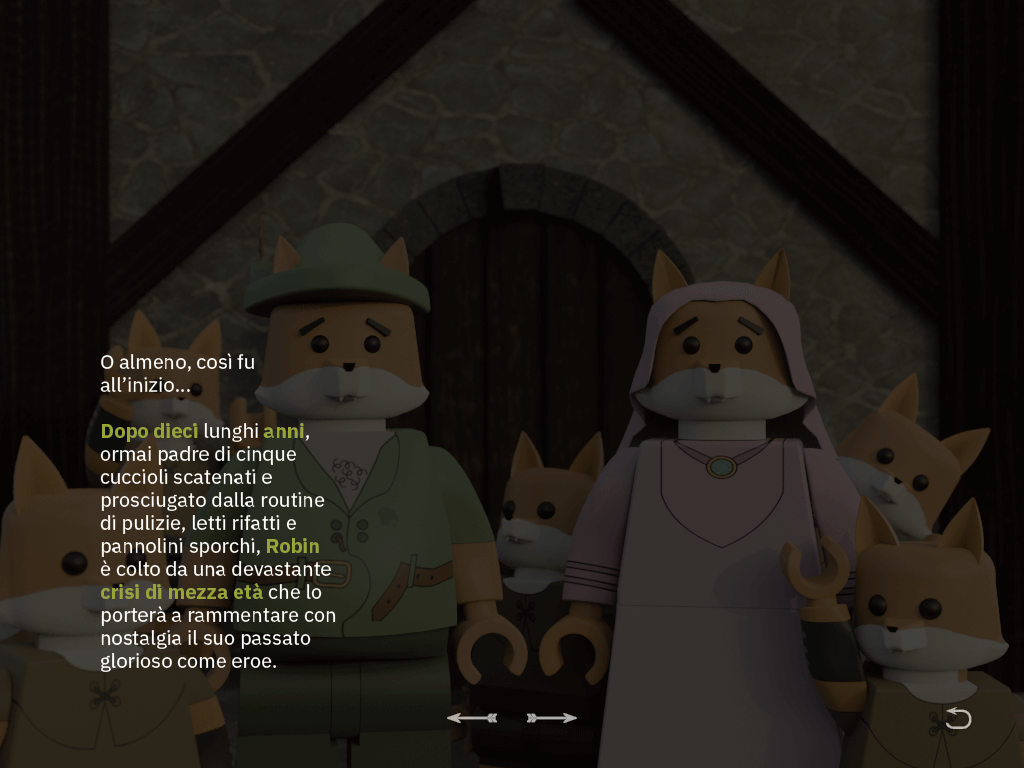 O almeno, così fu
all’inizio...
Dopo dieci lunghi anni,
ormai padre di cinque
cuccioli scatenati e
prosciugato dalla routine
di pulizie, letti rifatti e
pannolini sporchi, Robin
è colto da una devastante
crisi di mezza età che lo
porterà a rammentare con
nostalgia il suo passato
glorioso come eroe.